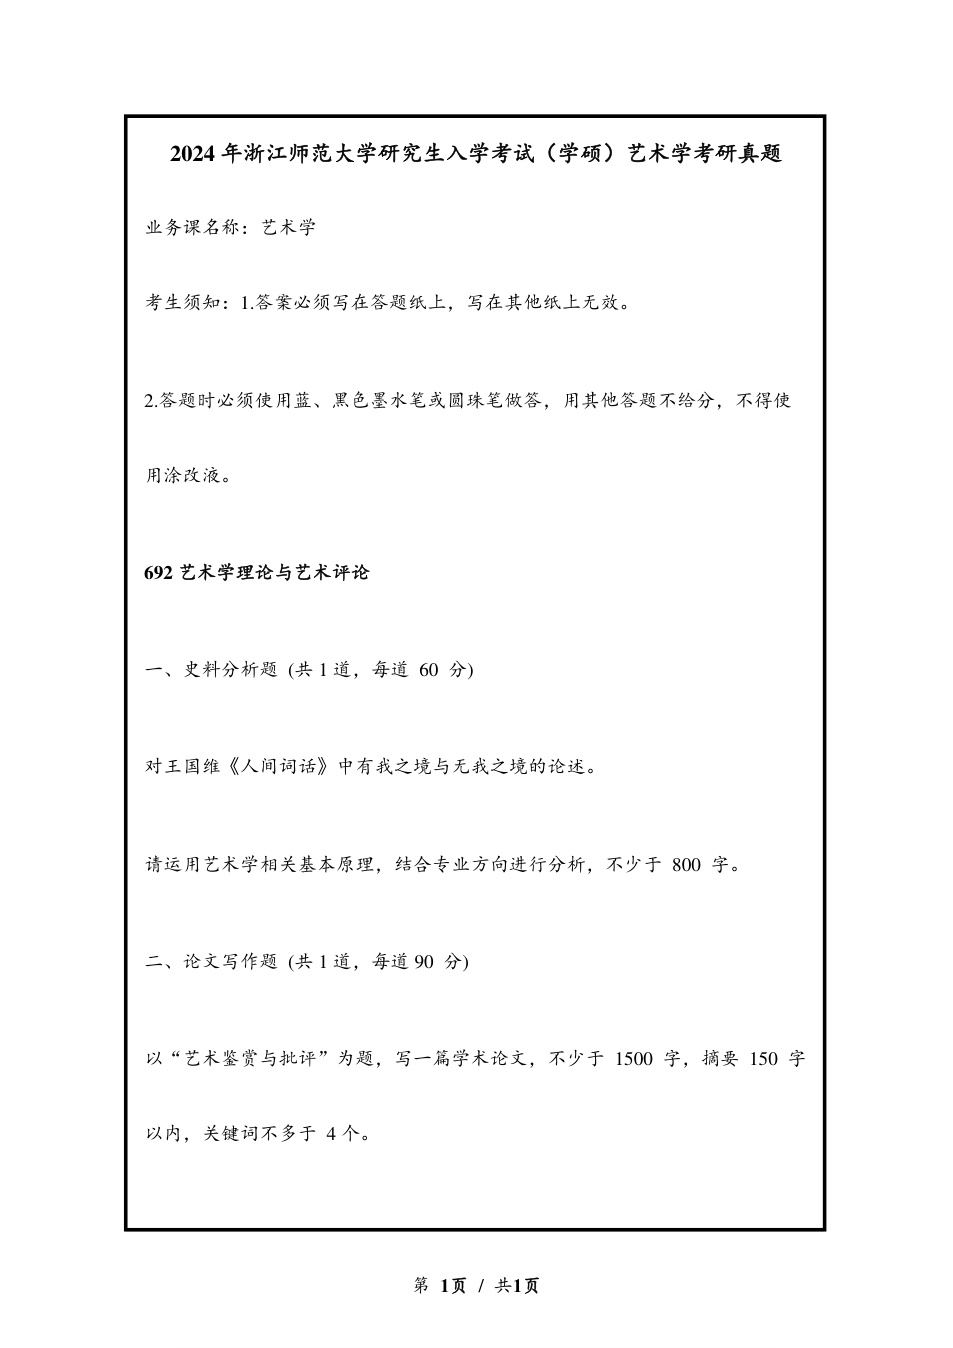 2024 年浙江师范大学研究生入学考试（学硕）艺术学考研真题
业务课名称：艺术学
考生须知：1.答案必须写在答题纸上，写在其他纸上无效。
2.答题时必须使用蓝、黑色墨水笔或圆珠笔做答，用其他答题不给分，不得使
用涂改液。
692 艺术学理论与艺术评论
一、史料分析题 (共 1 道，每道 60 分)
对王国维《人间词话》中有我之境与无我之境的论述。
请运用艺术学相关基本原理，结合专业方向进行分析，不少于 800 字。
二、论文写作题 (共 1 道，每道 90 分)
以“艺术鉴赏与批评”为题，写一篇学术论文，不少于 1500 字，摘要 150 字
以内，关键词不多于 4 个。
第 1页 / 共1页